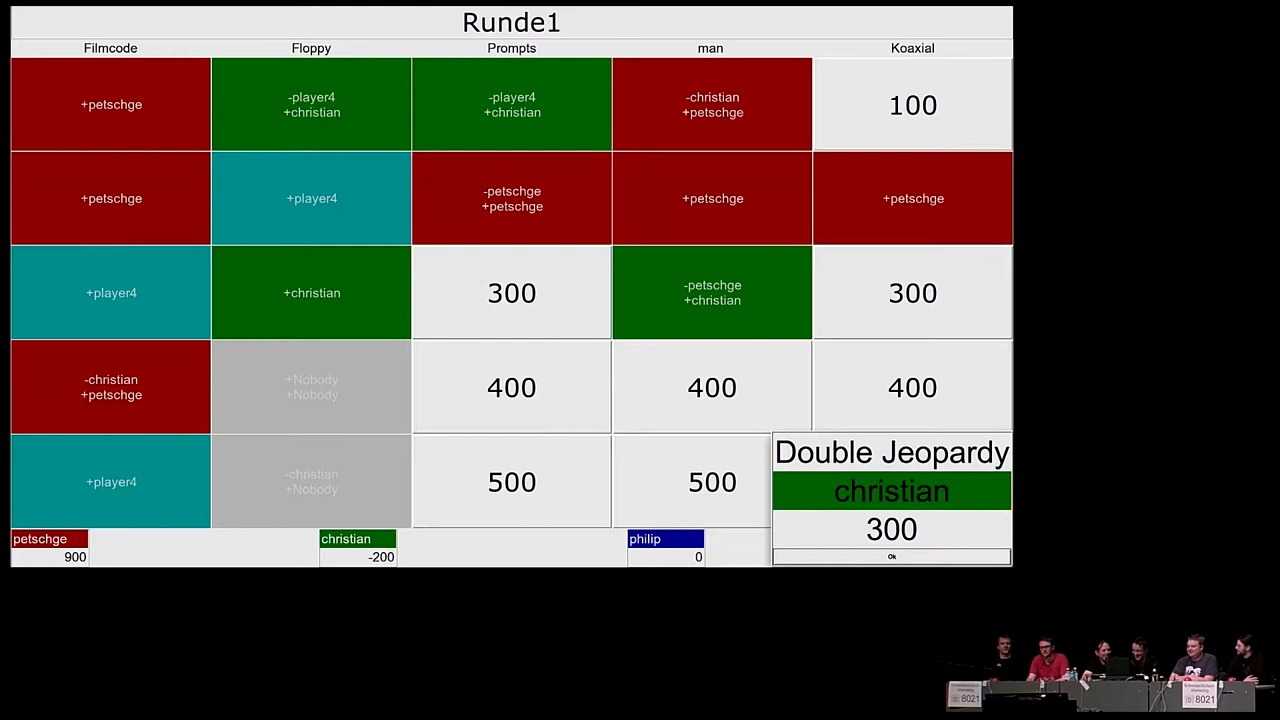 Runde1
Filmcode Floppy Prompts man Koaxial
+petschge
-player4
+christian
-player4
+christian
-christian
+petschge
100
+petschge
+player4
-petschge
+petschge
+petschge
+petschge
+player4
+christian
300
-petschge
+christian
300
-christian
+petschge
+Nobody
+Nobody
400
400
400
+player4
-christian
+Nobody
500
500
Double Jeopardy
christian
300
Ok
petschge
900
christian
-200
philip
0
8021
8021